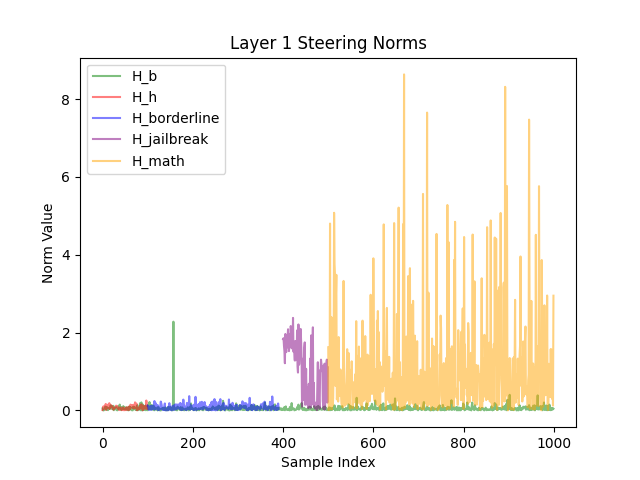 Layer 1 Steering Norms
H_b
H_h
H_borderline
H_jailbreak
H_math
Norm Value
8
6
4
2
0
0
200
400
600
800
1000
Sample Index